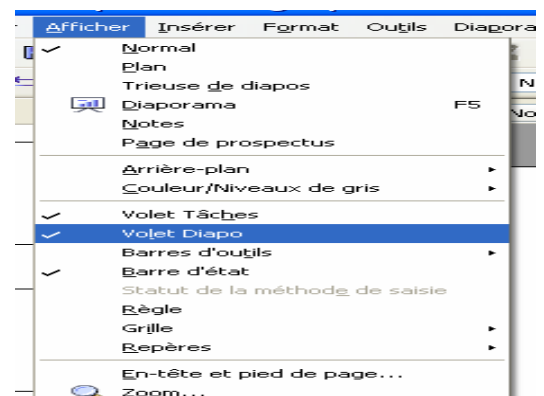 Afficher Insérer Format Outils Diapora
Normal
Plan
Trieuse de diapos
Diaporama F5
Notes
Page de prospectus
Arrière-plan
Couleur/Niveaux de gris
Volet Tâches
Volet Diapo
Barres d'outils
Barre d'état
Statut de la méthode de saisie
Règle
Grille
Repères
En-tête et pied de page...
Zoom...